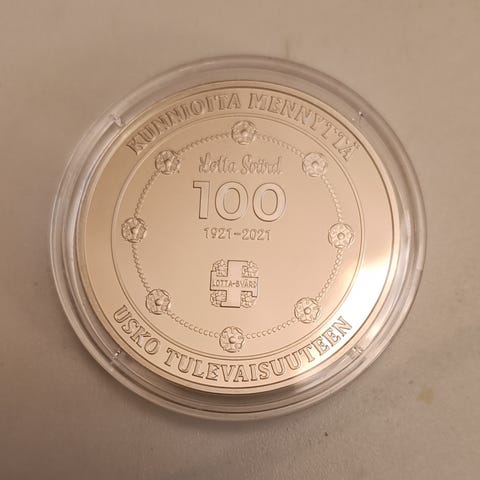 KUNNIOITA MENNYTTÄ
Lotta Svärd
100
1921-2021
LOTTA-SVÄRD
USKO TULEVAISUUTEEN